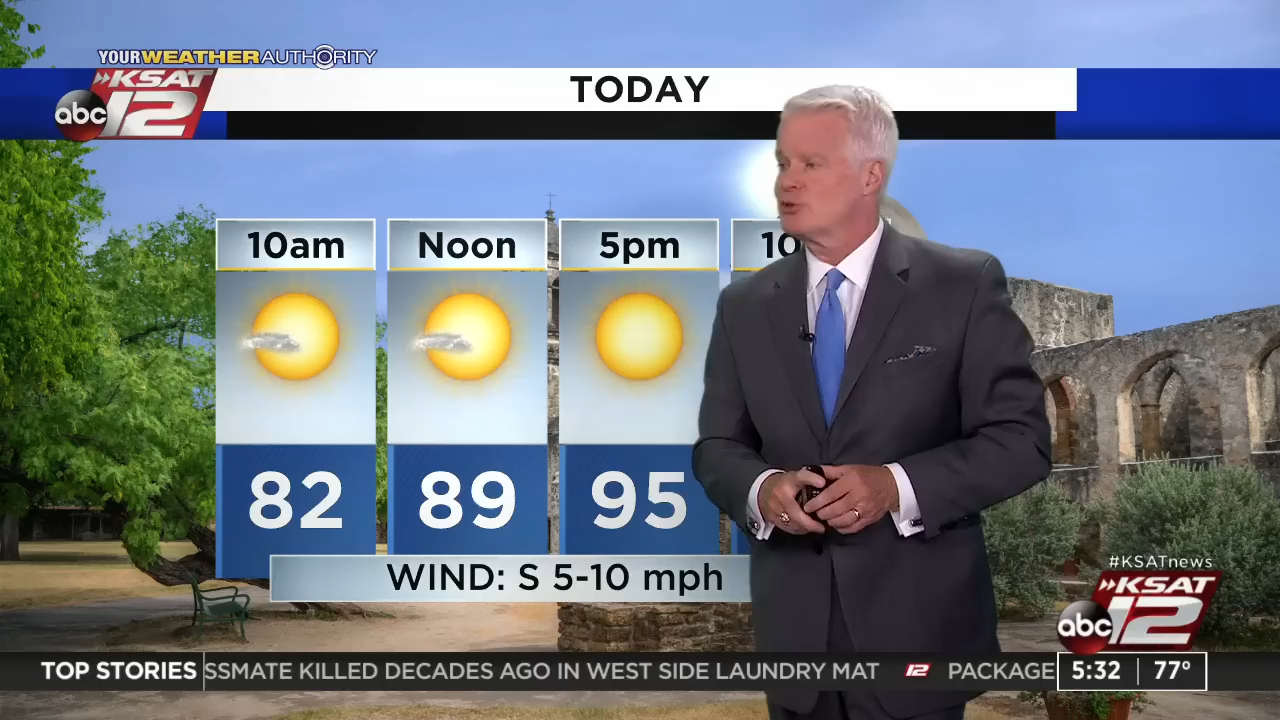 YOURWEATHERAUTHORITY
KSAT
abc 12
TODAY
10am Noon 5pm 10
82 89 95
WIND: S 5-10 mph
#KSATnews
KSAT
abc 12
TOP STORIES SSMATE KILLED DECADES AGO IN WEST SIDE LAUNDRY MAT 12 PACKAGE 5:32 77°